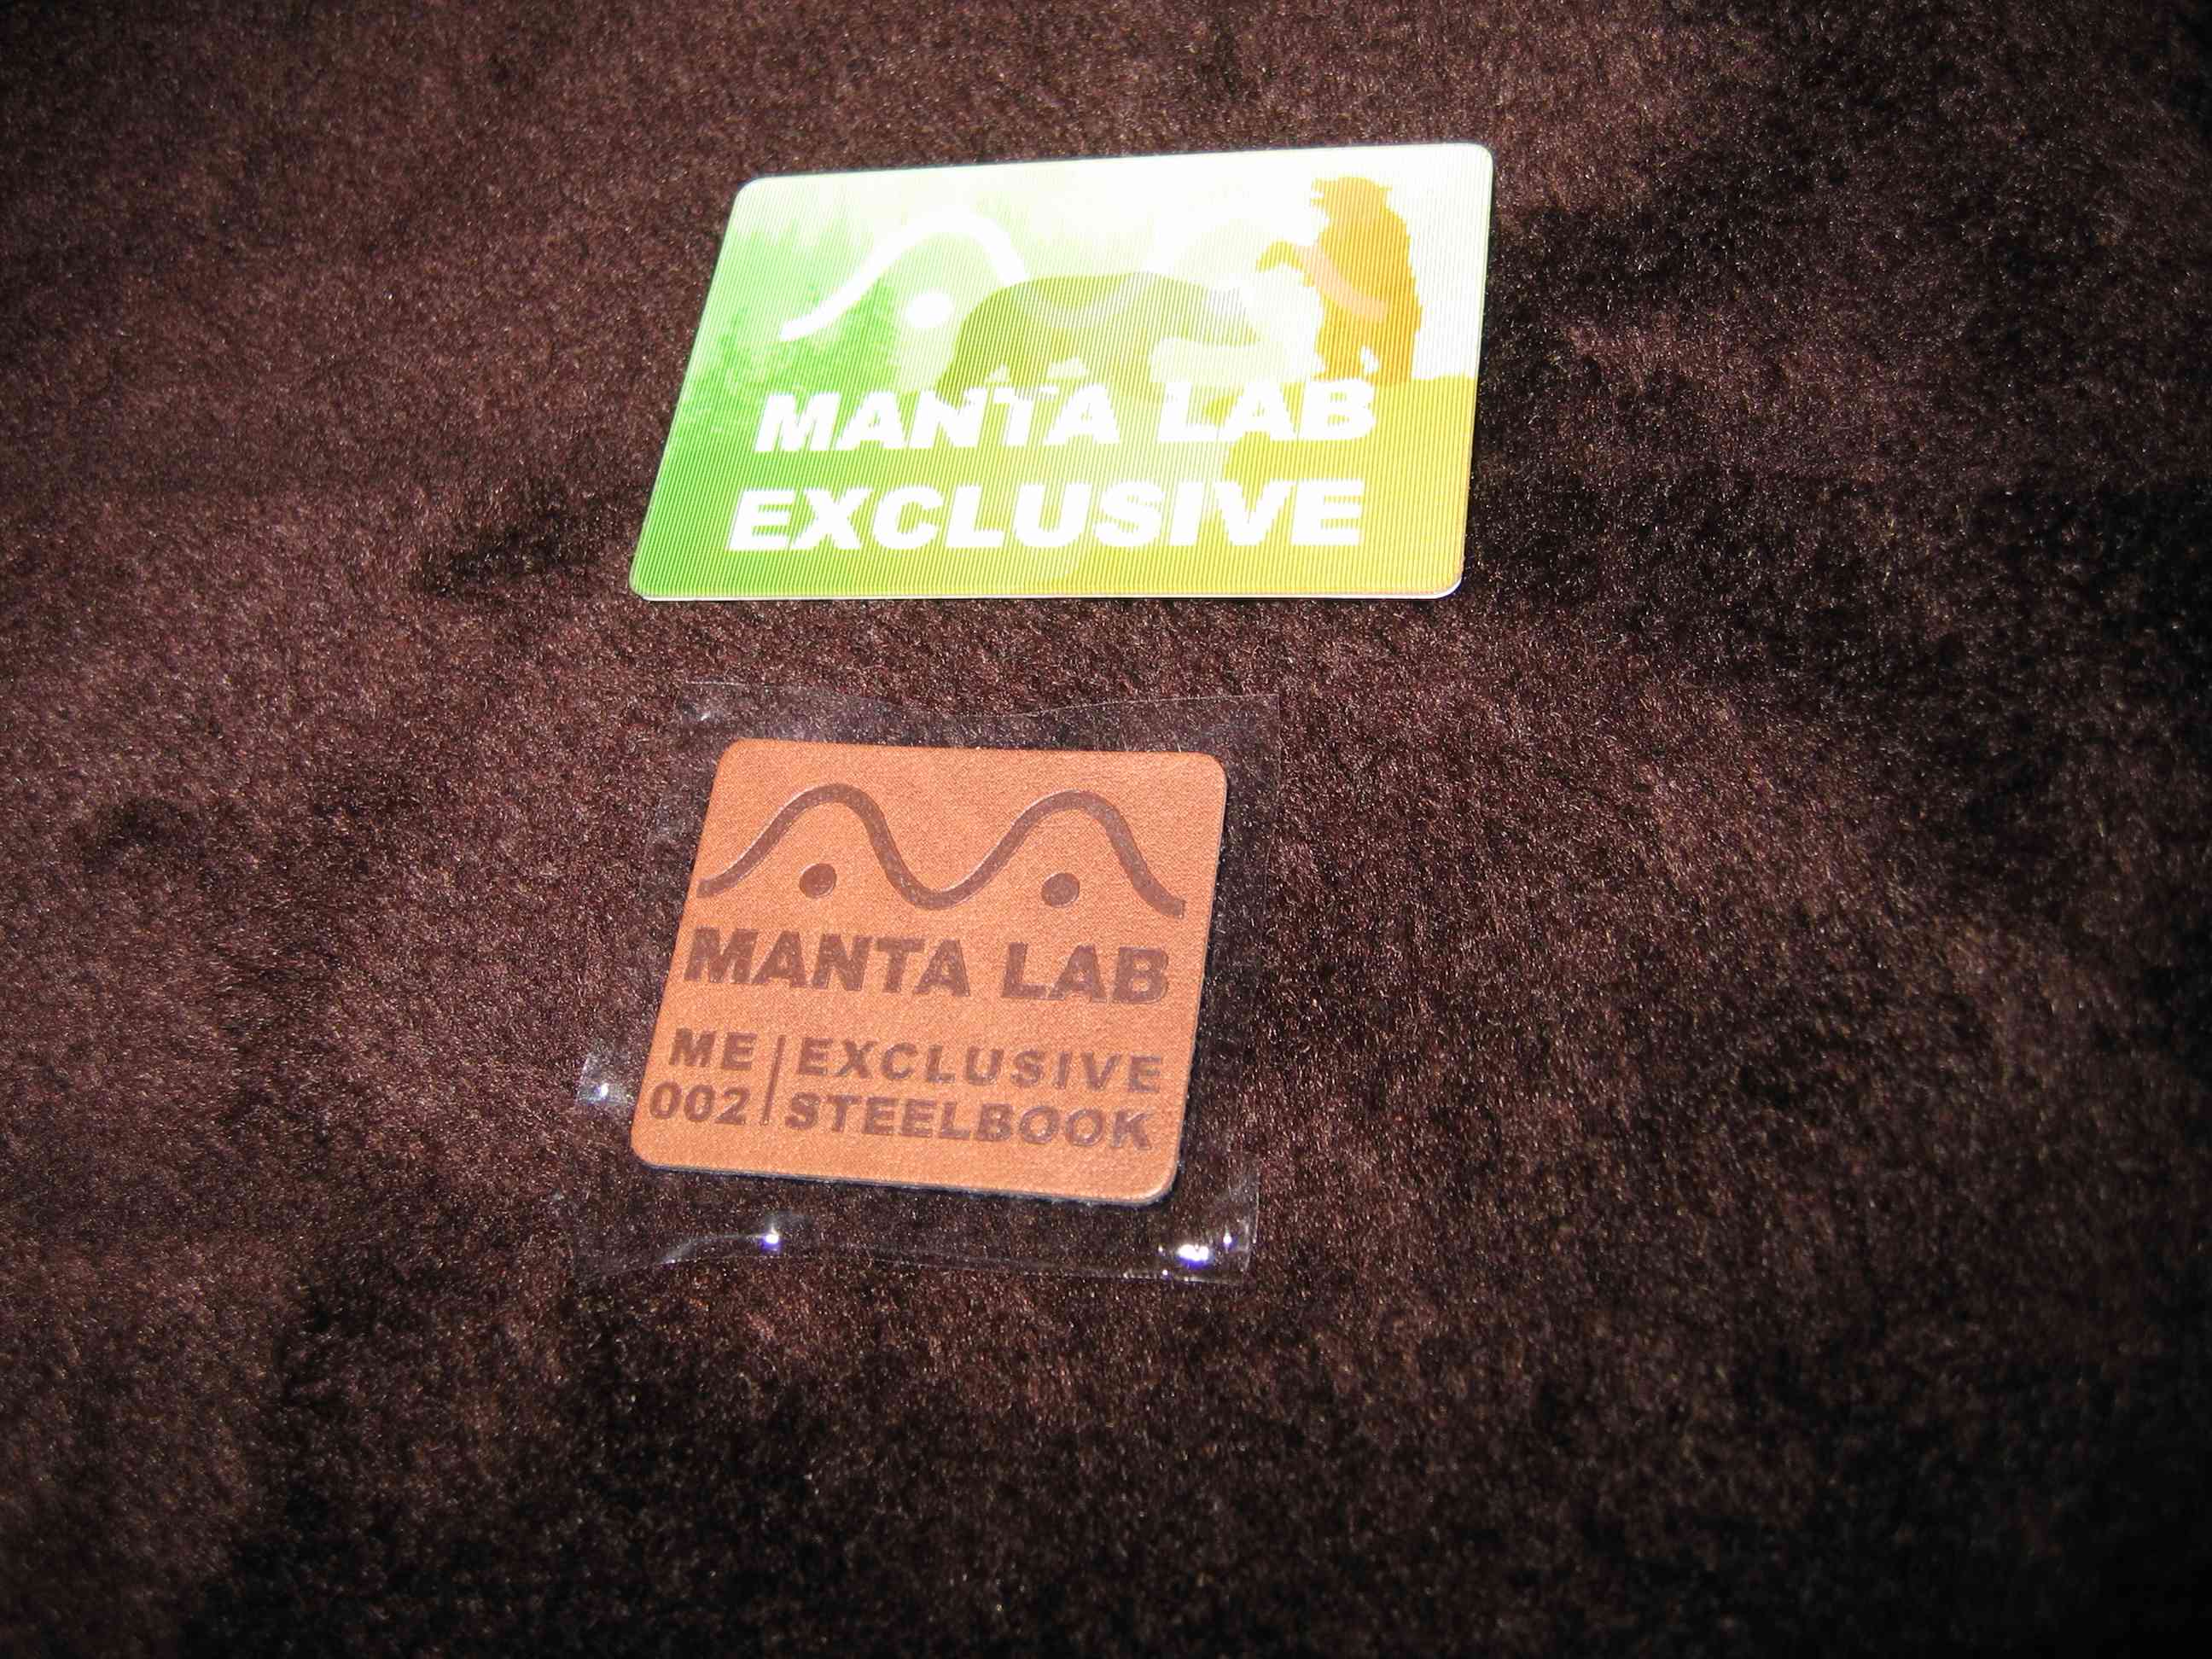 MANTA LAB
EXCLUSIVE
MANTA LAB
ME | EXCLUSIVE
002 | STEELBOOK